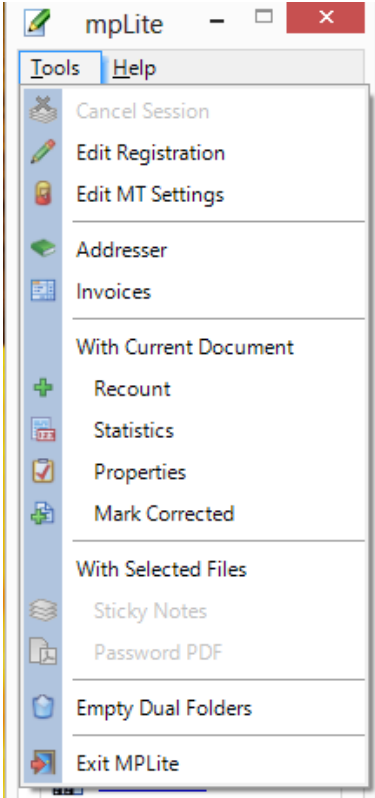 mpLite
Tools Help
Cancel Session
Edit Registration
Edit MT Settings
Addresser
Invoices
With Current Document
Recount
Statistics
Properties
Mark Corrected
With Selected Files
Sticky Notes
Password PDF
Empty Dual Folders
Exit MPLite